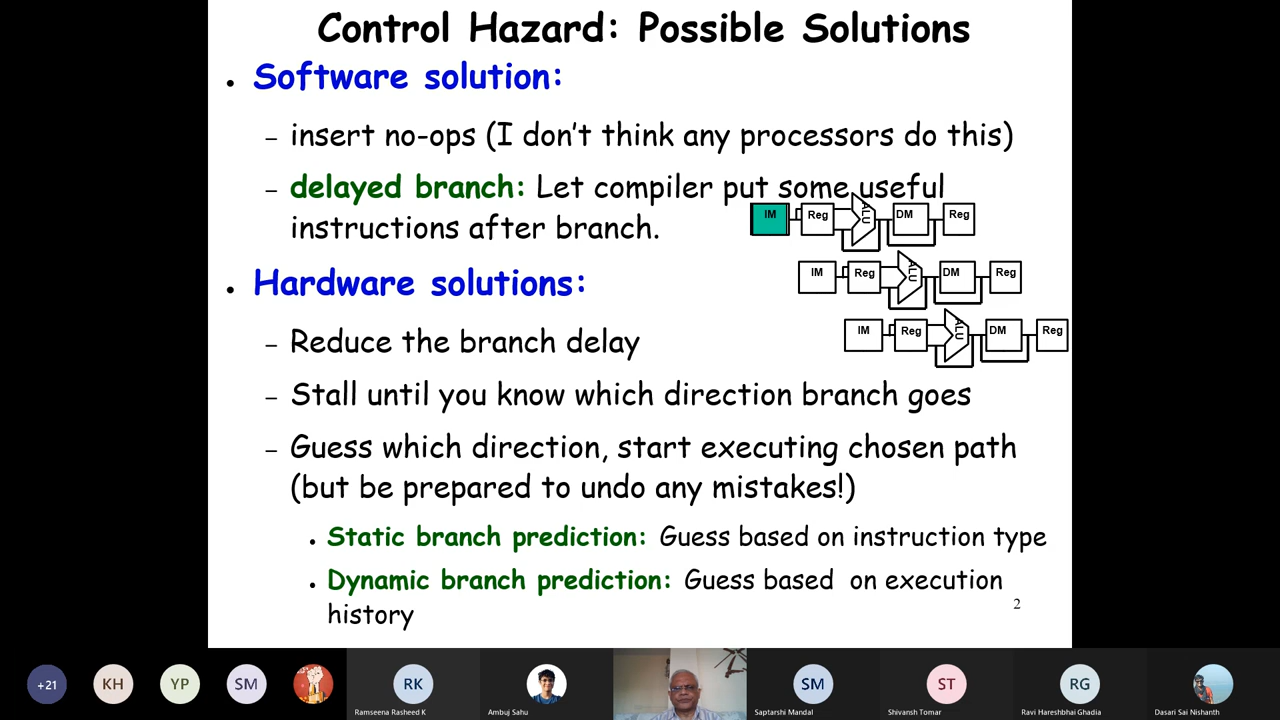 Control Hazard: Possible Solutions
• Software solution:
– insert no-ops (I don't think any processors do this)
– delayed branch: Let compiler put some useful
instructions after branch.
IM Reg ALU DM Reg
IM Reg ALU DM Reg
IM Reg ALU DM Reg
• Hardware solutions:
– Reduce the branch delay
– Stall until you know which direction branch goes
– Guess which direction, start executing chosen path
(but be prepared to undo any mistakes!)
• Static branch prediction: Guess based on instruction type
• Dynamic branch prediction: Guess based on execution
history
2
+21 KH YP SM RK SM ST RG
Ramseena Rasheed K Ambuj Sahu Saptarshi Mandal Shivansh Tomar Ravi Hareshbhai Ghadia Dasari Sai Nishanth